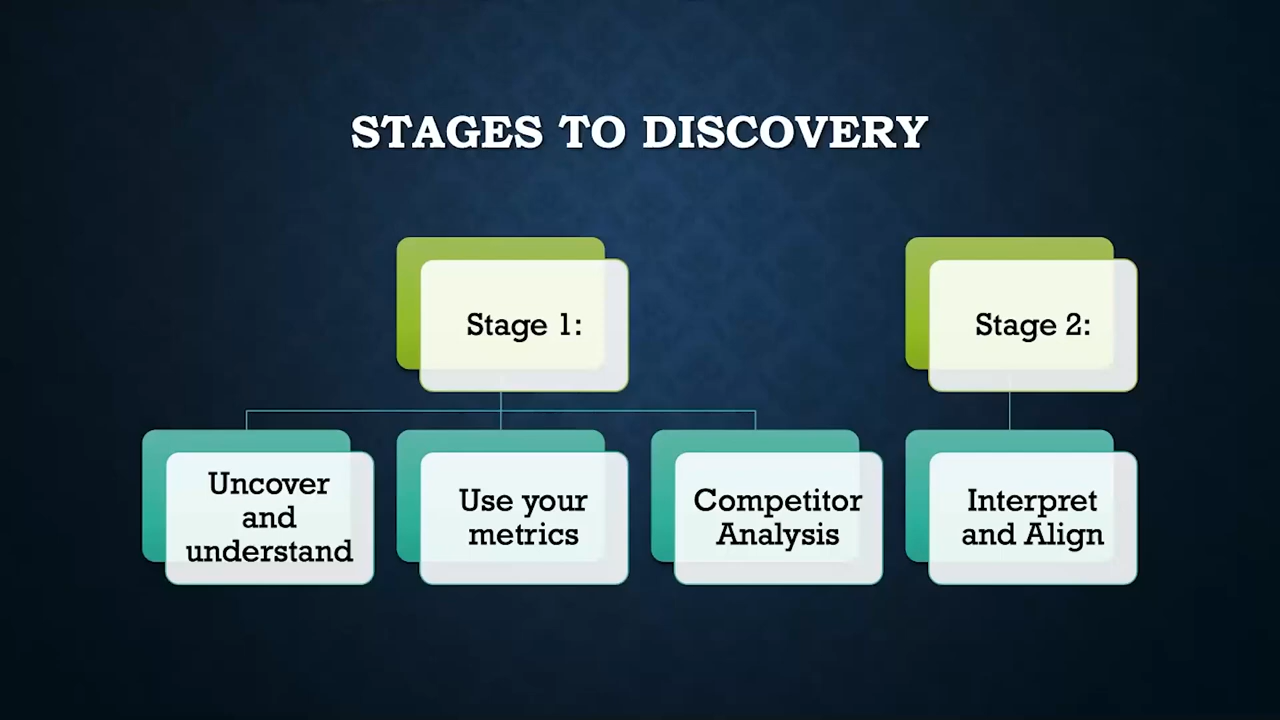 STAGES TO DISCOVERY
Stage 1:
Stage 2:
Uncover
and
understand
Use your
metrics
Competitor
Analysis
Interpret
and Align